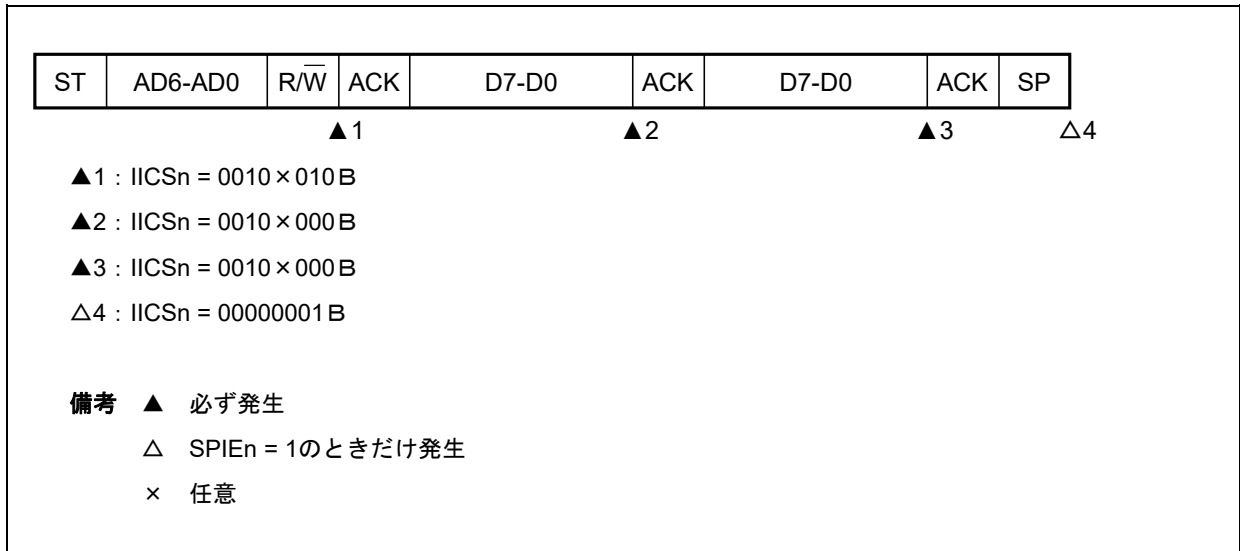 ST AD6-AD0 R/W̅ ACK D7-D0 ACK D7-D0 ACK SP
▲1 ▲2 ▲3 △4
▲1：IICSn = 0010×010B
▲2：IICSn = 0010×000B
▲3：IICSn = 0010×000B
△4：IICSn = 00000001B
備考 ▲ 必ず発生
△ SPIEn = 1のときだけ発生
× 任意